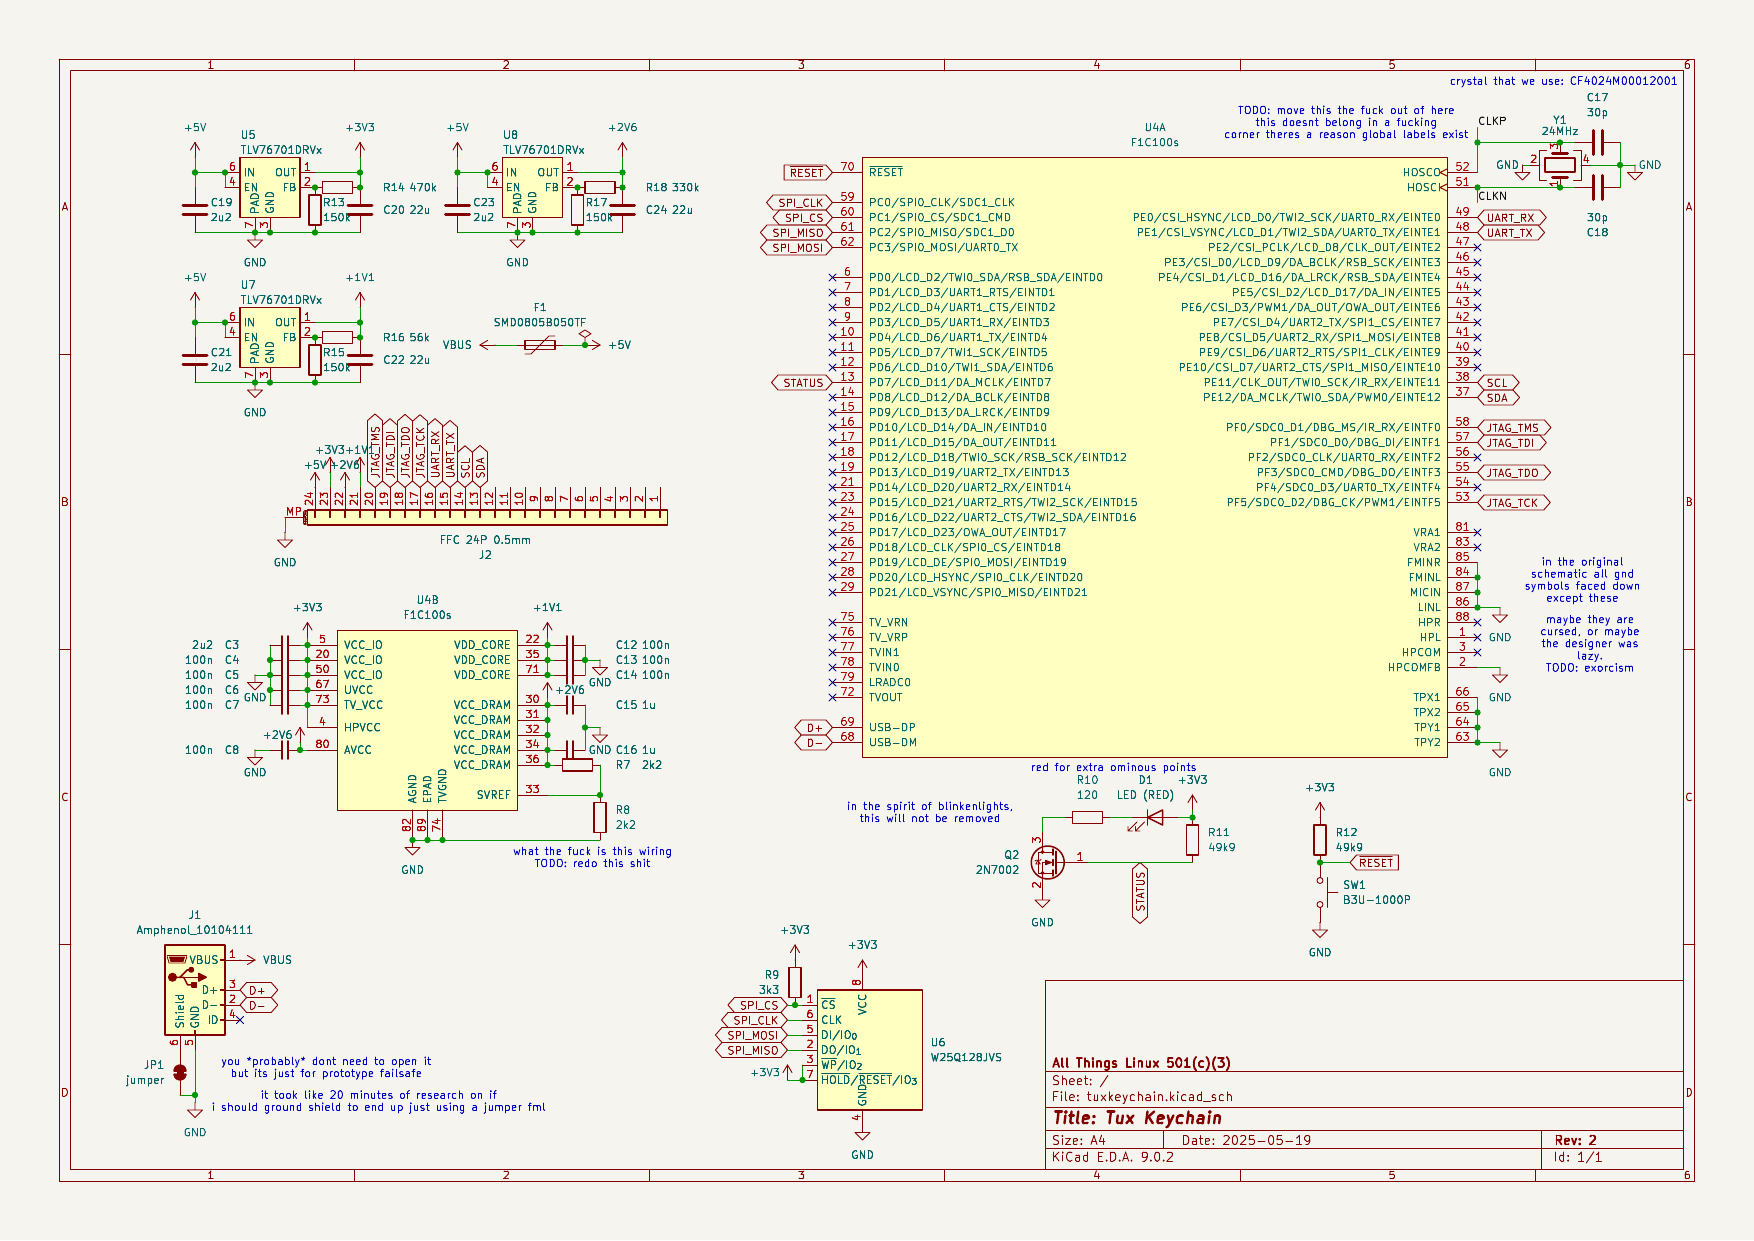 1 2 3 4 5 6
crystal that we use: CF4024M00012001
TODO: move this the fuck out of here
this doesnt belong in a fucking
corner theres a reason global labels exist
CLKP
C17
30p
Y1
24MHz
GND
2
3
4
1
GND
CLKN
30p
C18
+5V
+3V3
U5
TLV76701DRVx
6 IN OUT 1
4 EN FB 2
PAD GND
7 3
C19
2u2
R13
150k
R14 470k
C20 22u
GND
+5V
+2V6
U8
TLV76701DRVx
6 IN OUT 1
4 EN FB 2
PAD GND
7 3
C23
2u2
R17
150k
R18 330k
C24 22u
GND
+5V
+1V1
U7
TLV76701DRVx
6 IN OUT 1
4 EN FB 2
PAD GND
7 3
C21
2u2
R15
150k
R16 56k
C22 22u
GND
F1
SMD0805B050TF
VBUS
+5V
+3V3 +1V1
+5V +2V6
JTAG_TMS
JTAG_TDI
JTAG_TDO
JTAG_TCK
UART_RX
UART_TX
SCL
SDA
24 23 22 21 20 19 18 17 16 15 14 13 12 11 10 9 8 7 6 5 4 3 2 1
MP
GND
FFC 24P 0.5mm
J2
U4A
F1C100s
RESET 70 RESET
SPI_CLK 59 PC0/SPI0_CLK/SDC1_CLK
SPI_CS 60 PC1/SPI0_CS/SDC1_CMD
SPI_MISO 61 PC2/SPI0_MISO/SDC1_D0
SPI_MOSI 62 PC3/SPI0_MOSI/UART0_TX
6 PD0/LCD_D2/TWI0_SDA/RSB_SDA/EINTD0
7 PD1/LCD_D3/UART1_RTS/EINTD1
8 PD2/LCD_D4/UART1_CTS/EINTD2
9 PD3/LCD_D5/UART1_RX/EINTD3
10 PD4/LCD_D6/UART1_TX/EINTD4
11 PD5/LCD_D7/TWI1_SCK/EINTD5
12 PD6/LCD_D10/TWI1_SDA/EINTD6
STATUS 13 PD7/LCD_D11/DA_MCLK/EINTD7
14 PD8/LCD_D12/DA_BCLK/EINTD8
15 PD9/LCD_D13/DA_LRCK/EINTD9
16 PD10/LCD_D14/DA_IN/EINTD10
17 PD11/LCD_D15/DA_OUT/EINTD11
18 PD12/LCD_D18/TWI0_SCK/RSB_SCK/EINTD12
19 PD13/LCD_D19/UART2_TX/EINTD13
21 PD14/LCD_D20/UART2_RX/EINTD14
23 PD15/LCD_D21/UART2_RTS/TWI2_SCK/EINTD15
24 PD16/LCD_D22/UART2_CTS/TWI2_SDA/EINTD16
25 PD17/LCD_D23/OWA_OUT/EINTD17
26 PD18/LCD_CLK/SPI0_CS/EINTD18
27 PD19/LCD_DE/SPI0_MOSI/EINTD19
28 PD20/LCD_HSYNC/SPI0_CLK/EINTD20
29 PD21/LCD_VSYNC/SPI0_MISO/EINTD21
75 TV_VRN
76 TV_VRP
77 TVIN1
78 TVIN0
79 LRADC0
72 TVOUT
D+ 69 USB-DP
D- 68 USB-DM
HOSCO 52
HOSCI 51
PE0/CSI_HSYNC/LCD_D0/TWI2_SCK/UART0_RX/EINTE0 49 UART_RX
PE1/CSI_VSYNC/LCD_D1/TWI2_SDA/UART0_TX/EINTE1 48 UART_TX
PE2/CSI_PCLK/LCD_D8/CLK_OUT/EINTE2 47
PE3/CSI_D0/LCD_D9/DA_BCLK/RSB_SCK/EINTE3 46
PE4/CSI_D1/LCD_D16/DA_LRCK/RSB_SDA/EINTE4 45
PE5/CSI_D2/LCD_D17/DA_IN/EINTE5 44
PE6/CSI_D3/PWM1/DA_OUT/OWA_OUT/EINTE6 43
PE7/CSI_D4/UART2_TX/SPI1_CS/EINTE7 42
PE8/CSI_D5/UART2_RX/SPI1_MOSI/EINTE8 41
PE9/CSI_D6/UART2_RTS/SPI1_CLK/EINTE9 40
PE10/CSI_D7/UART2_CTS/SPI1_MISO/EINTE10 39
PE11/CLK_OUT/TWI0_SCK/IR_RX/EINTE11 38 SCL
PE12/DA_MCLK/TWI0_SDA/PWM0/EINTE12 37 SDA
PF0/SDC0_D1/DBG_MS/IR_RX/EINTF0 58 JTAG_TMS
PF1/SDC0_D0/DBG_DI/EINTF1 57 JTAG_TDI
PF2/SDC0_CLK/UART0_RX/EINTF2 56
PF3/SDC0_CMD/DBG_DO/EINTF3 55 JTAG_TDO
PF4/SDC0_D3/UART0_TX/EINTF4 54
PF5/SDC0_D2/DBG_CK/PWM1/EINTF5 53 JTAG_TCK
VRA1 81
VRA2 83
FMINR 85
FMINL 84
MICIN 87
LINL 86
HPR 88
HPL 1
HPCOM 3
HPCOMFB 2
TPX1 66
TPX2 65
TPY1 64
TPY2 63
GND
GND
GND
in the original
schematic all gnd
symbols faced down
except these
maybe they are
cursed, or maybe
the designer was
lazy.
TODO: exorcism
U4B
F1C100s
+3V3
+1V1
2u2 C3
100n C4
100n C5
100n C6
100n C7
GND
+2V6
100n C8
GND
5 VCC_IO
20 VCC_IO
50 VCC_IO
67 UVCC
73 TV_VCC
4 HPVCC
80 AVCC
VDD_CORE 22
VDD_CORE 35
VDD_CORE 71
VCC_DRAM 30
VCC_DRAM 31
VCC_DRAM 32
VCC_DRAM 34
VCC_DRAM 36
SVREF 33
AGND EPAD TVGND
82 89 74
GND
C12 100n
C13 100n
C14 100n
GND
+2V6
C15 1u
GND
C16 1u
R7 2k2
R8
2k2
what the fuck is this wiring
TODO: redo this shit
red for extra ominous points
in the spirit of blinkenlights,
this will not be removed
R10
120
D1
LED (RED)
+3V3
R11
49k9
Q2
2N7002
3
1
2
STATUS
GND
+3V3
R12
49k9
RESET
SW1
B3U-1000P
GND
J1
Amphenol_10104111
VBUS 1 VBUS
D+ 3 D+
D- 2 D-
ID 4
Shield GND
6 5
JP1
jumper
GND
you *probably* dont need to open it
but its just for prototype failsafe
it took like 20 minutes of research on if
i should ground shield to end up just using a jumper fml
+3V3
+3V3
R9
3k3
8
VCC
SPI_CS 1 CS
SPI_CLK 6 CLK
SPI_MOSI 5 DI/IO0
SPI_MISO 2 DO/IO1
3 WP/IO2
+3V3 7 HOLD/RESET/IO3
GND
4
GND
U6
W25Q128JVS
All Things Linux 501(c)(3)
Sheet: /
File: tuxkeychain.kicad_sch
Title: Tux Keychain
Size: A4 Date: 2025-05-19 Rev: 2
KiCad E.D.A. 9.0.2 Id: 1/1
A
B
C
D
A
B
C
D
1 2 3 4 5 6